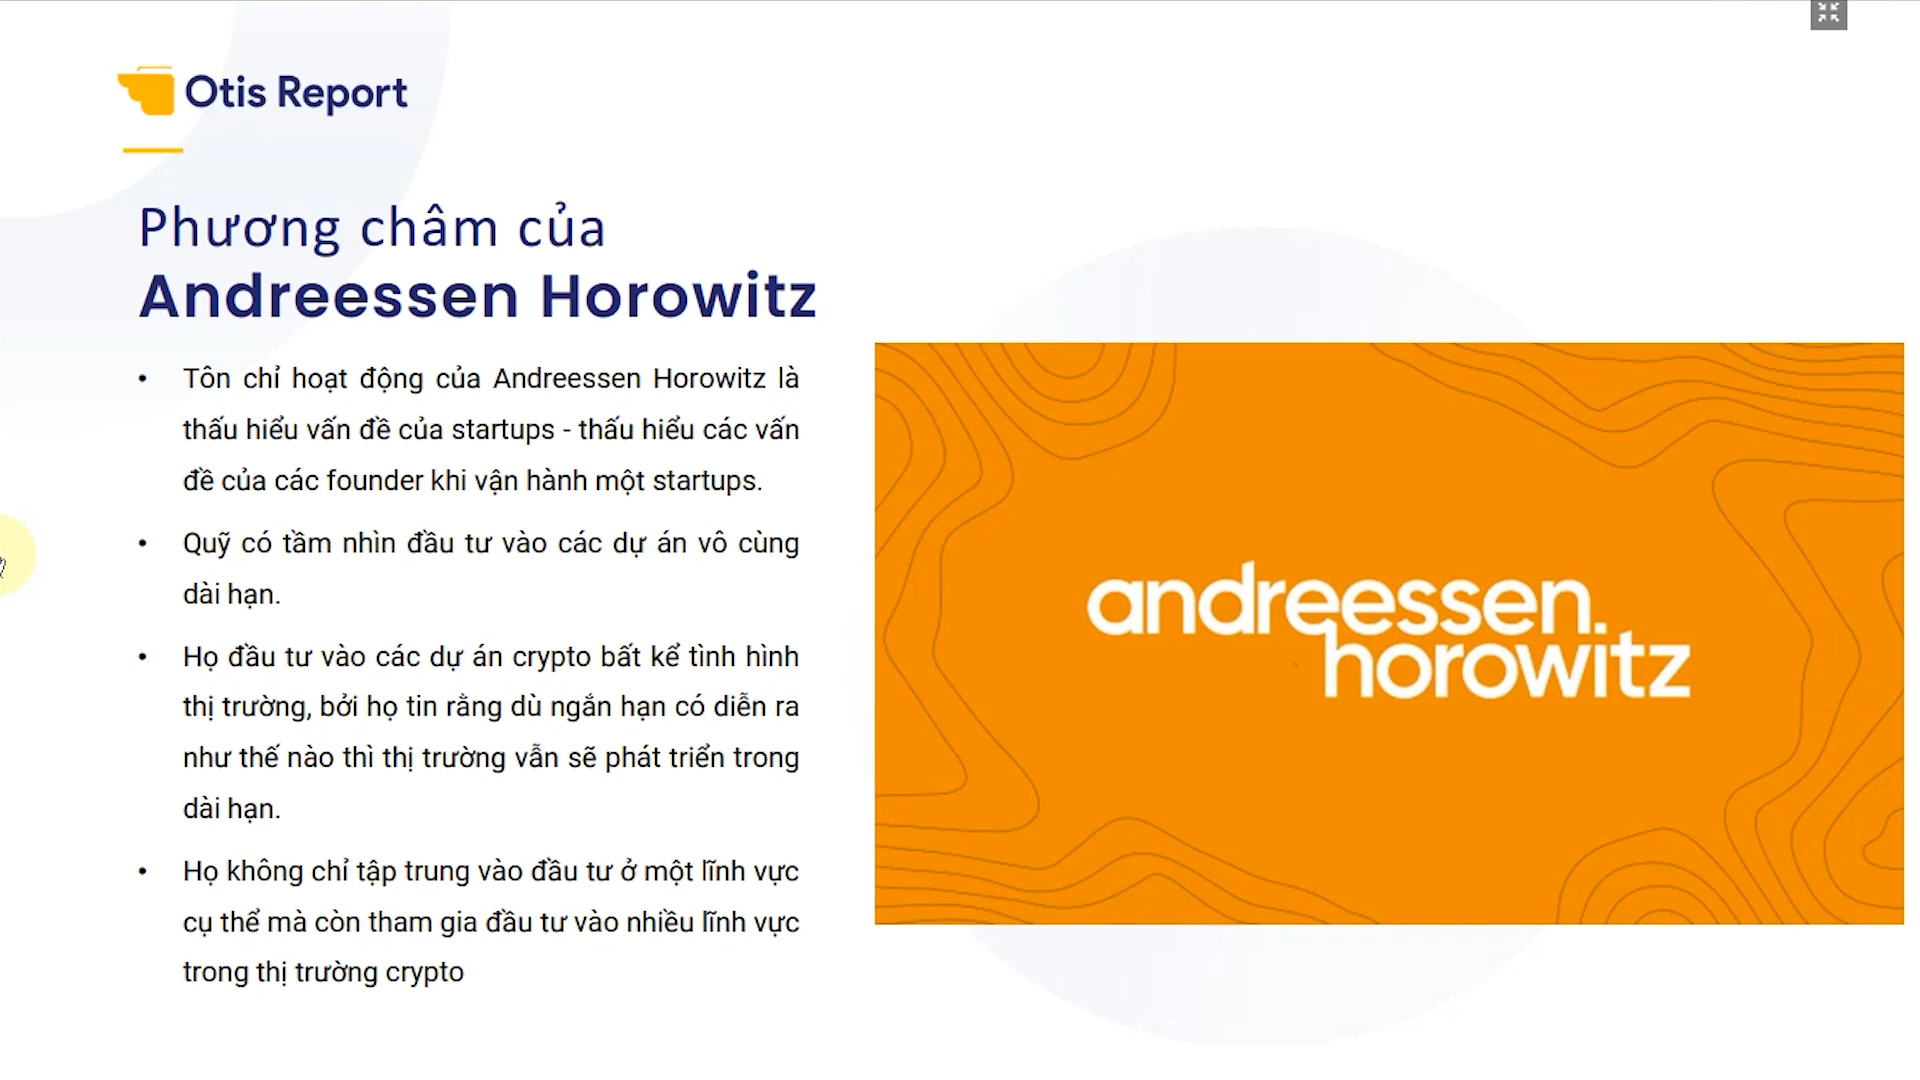 Otis Report
Phương châm của
Andreessen Horowitz
• Tôn chỉ hoạt động của Andreessen Horowitz là
thấu hiểu vấn đề của startups - thấu hiểu các vấn
đề của các founder khi vận hành một startups.
• Quỹ có tầm nhìn đầu tư vào các dự án vô cùng
dài hạn.
• Họ đầu tư vào các dự án crypto bất kể tình hình
thị trường, bởi họ tin rằng dù ngắn hạn có diễn ra
như thế nào thì thị trường vẫn sẽ phát triển trong
dài hạn.
• Họ không chỉ tập trung vào đầu tư ở một lĩnh vực
cụ thể mà còn tham gia đầu tư vào nhiều lĩnh vực
trong thị trường crypto
andreessen.
horowitz